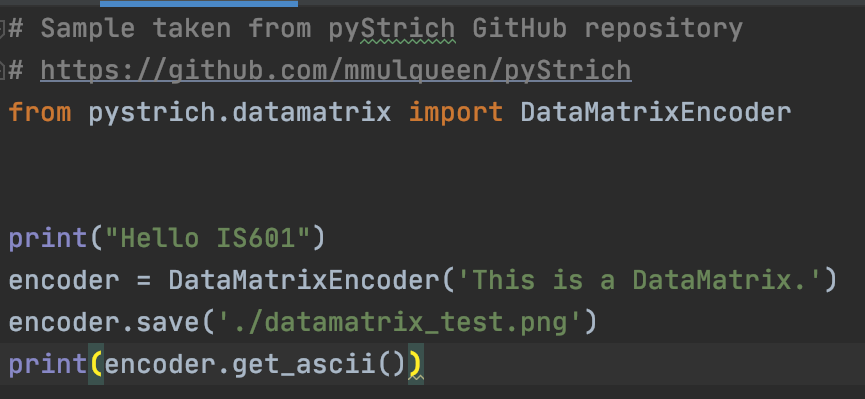 # Sample taken from pyStrich GitHub repository
# https://github.com/mmulqueen/pyStrich
from pystrich.datamatrix import DataMatrixEncoder
print("Hello IS601")
encoder = DataMatrixEncoder('This is a DataMatrix.')
encoder.save('./datamatrix_test.png')
print(encoder.get_ascii())